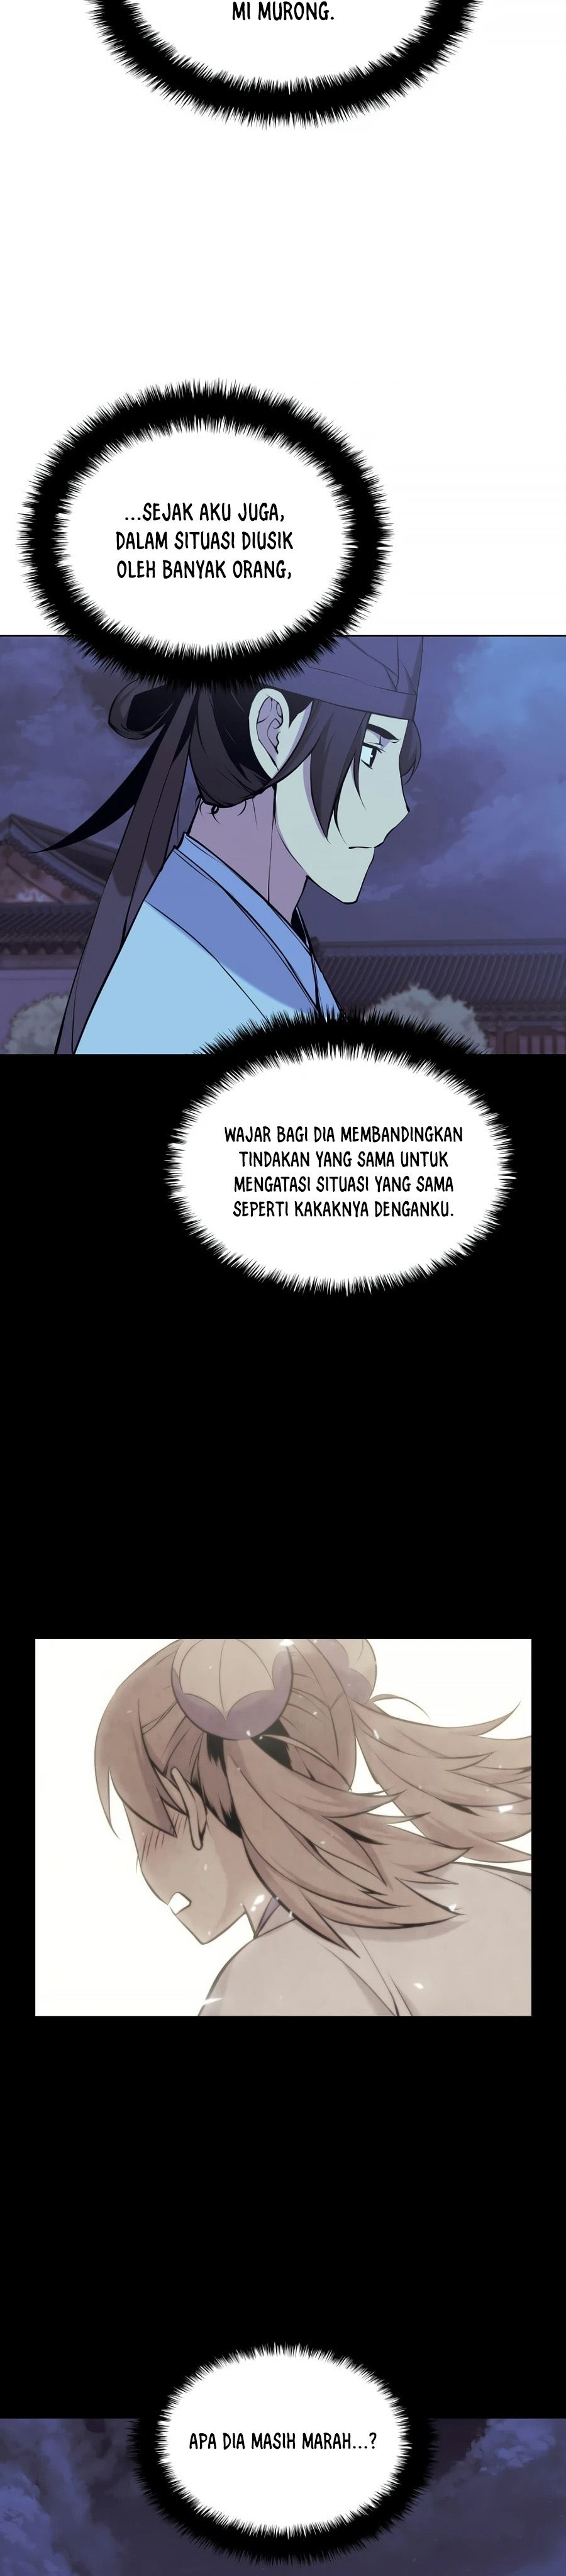 MI MURONG.
...SEJAK AKU JUGA,
DALAM SITUASI DIUSIK
OLEH BANYAK ORANG,
WAJAR BAGI DIA MEMBANDINGKAN
TINDAKAN YANG SAMA UNTUK
MENGATASI SITUASI YANG SAMA
SEPERTI KAKAKNYA DENGANKU.
APA DIA MASIH MARAH...?